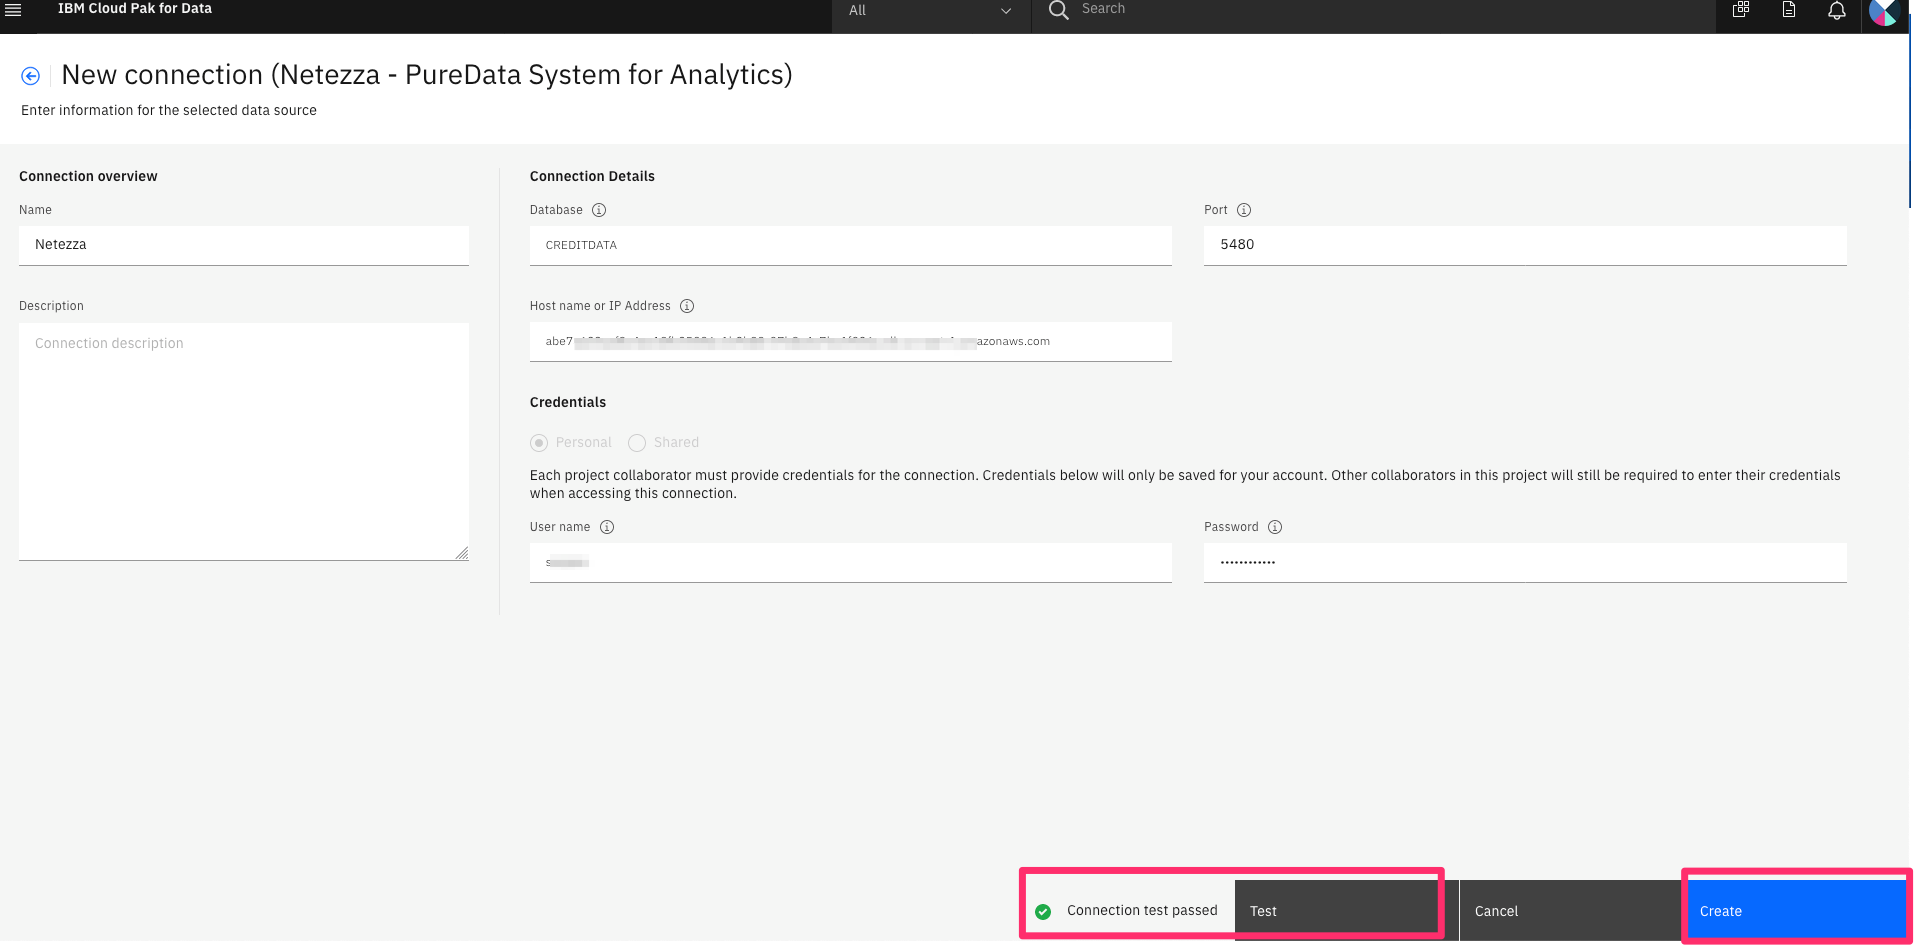 IBM Cloud Pak for Data
All
Search
New connection (Netezza - PureData System for Analytics)
Enter information for the selected data source
Connection overview
Name
Netezza
Description
Connection description
Connection Details
Database
CREDITDATA
Port
5480
Host name or IP Address
abe7
azonaws.com
Credentials
Personal
Shared
Each project collaborator must provide credentials for the connection. Credentials below will only be saved for your account. Other collaborators in this project will still be required to enter their credentials
when accessing this connection.
User name
s
Password
••••••••••••
Connection test passed
Test
Cancel
Create